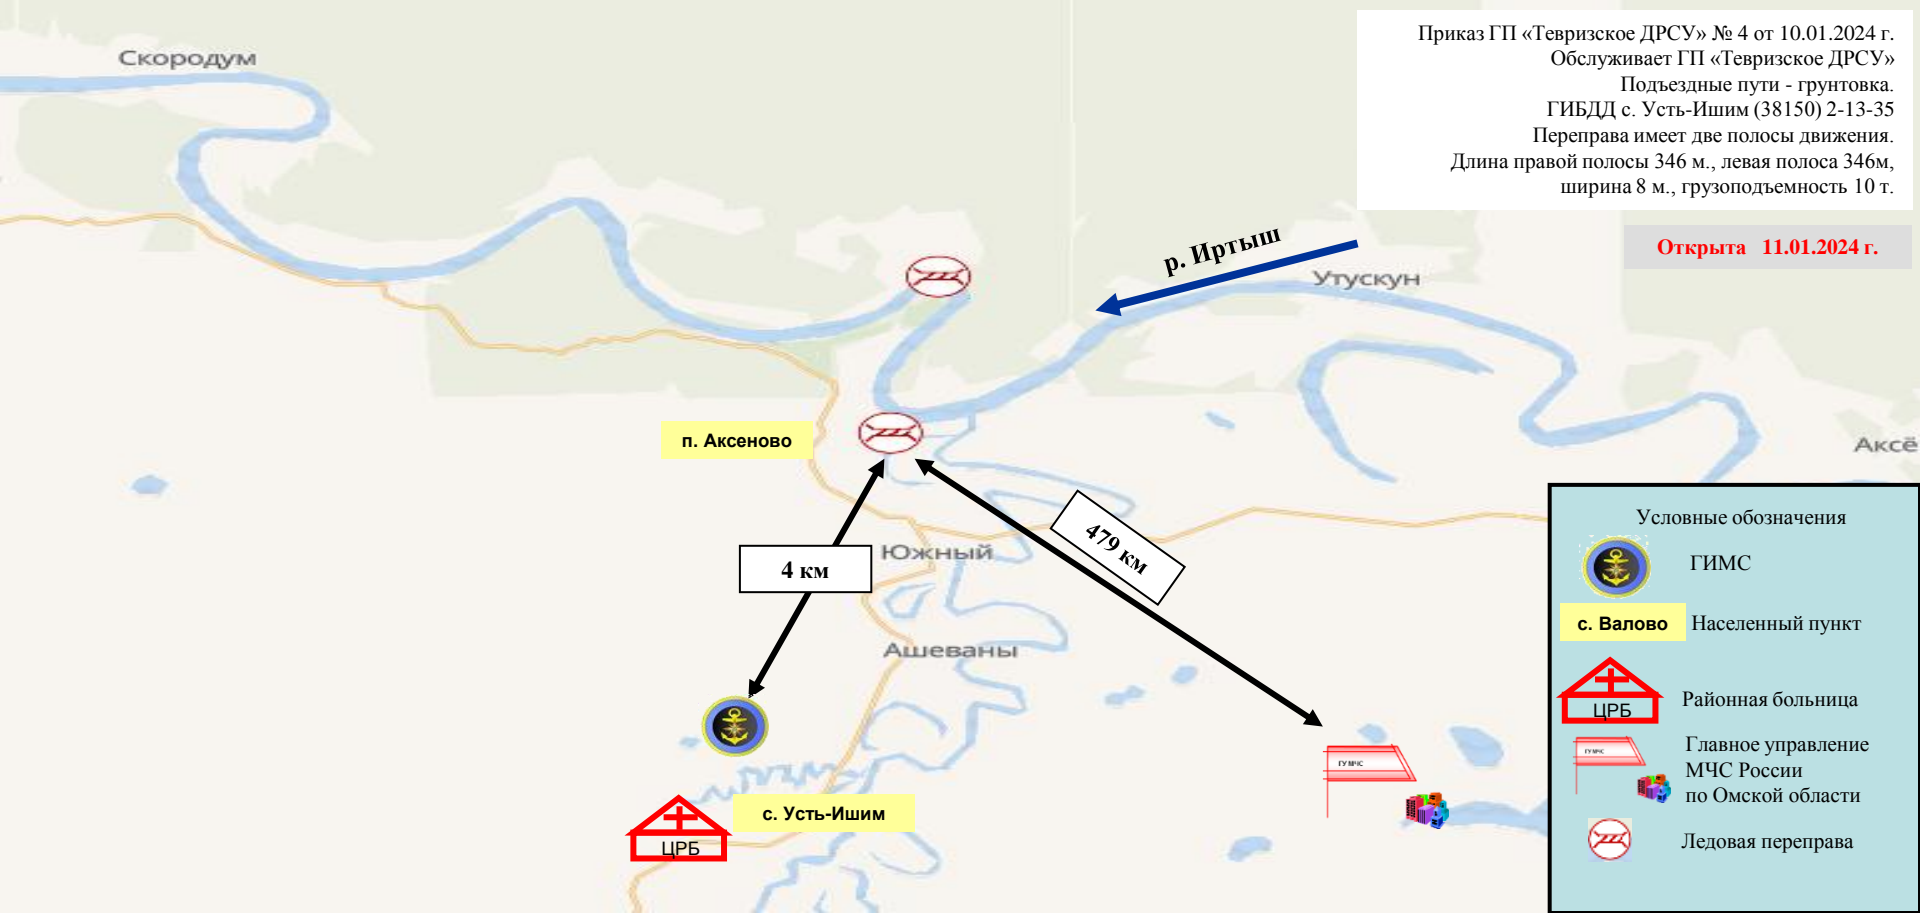 Приказ ГП «Тевризское ДРСУ» № 4 от 10.01.2024 г.
Обслуживает ГП «Тевризское ДРСУ»
Подъездные пути - грунтовка.
ГИБДД с. Усть-Ишим (38150) 2-13-35
Переправа имеет две полосы движения.
Длина правой полосы 346 м., левая полоса 346м,
ширина 8 м., грузоподъемность 10 т.
Открыта 11.01.2024 г.
Скородум
р. Иртыш
Утускун
п. Аксеново
Аксё
479 км
Южный
4 км
Ашеваны
ГУ МЧС
с. Усть-Ишим
ЦРБ
Условные обозначения
ГИМС
с. Валово
Населенный пункт
ЦРБ
Районная больница
ГУ МЧС
Главное управление
МЧС России
по Омской области
Ледовая переправа